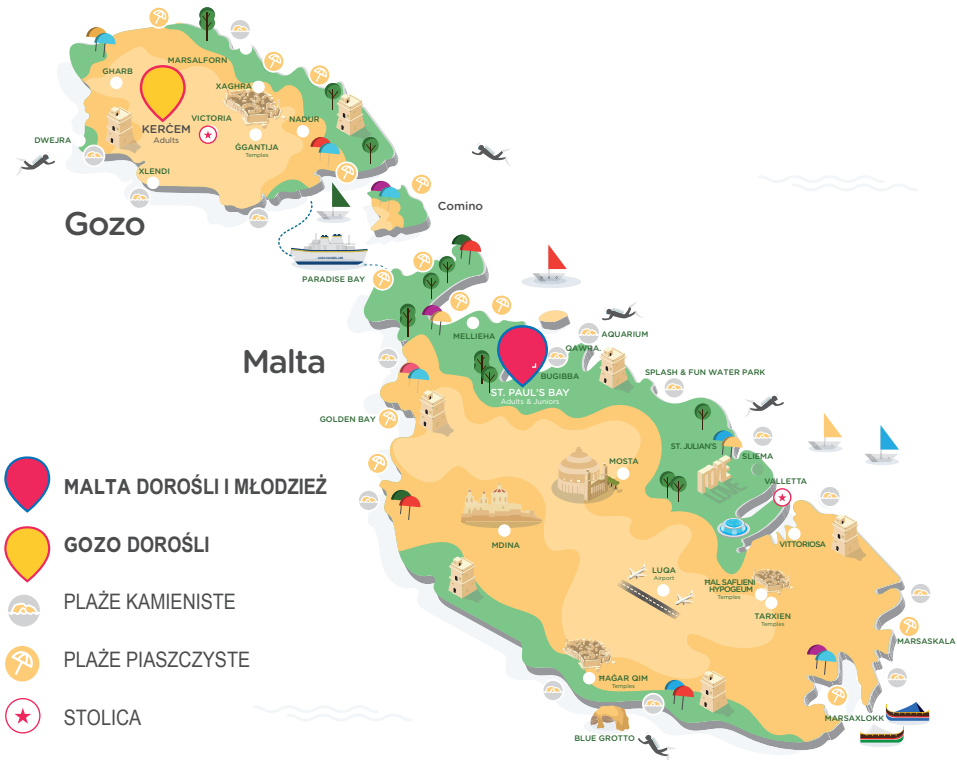 MARSALFORN
GHARB
XAGHRA
VICTORIA
NADUR
KERĊEM
Adults
DWEJRA
ĠGANTIJA
Temples
XLENDI
Comino
Gozo
PARADISE BAY
AQUARIUM
MELLIEHA
QAWRA
Malta
SPLASH & FUN WATER PARK
BUGIBBA
ST. PAUL'S BAY
Adults & Juniors
GOLDEN BAY
ST. JULIAN'S
SLIEMA
MOSTA
LOVE
VALLETTA
MALTA DOROŚLI I MŁODZIEŻ
MDINA
VITTORIOSA
GOZO DOROŚLI
LUQA
Airport
ĦAL SAFLIENI
HYPOGEUM
Temples
PLAŻE KAMIENISTE
TARXIEN
Temples
MARSASKALA
PLAŻE PIASZCZYSTE
ĦAĠAR QIM
Temples
STOLICA
MARSAXLOKK
BLUE GROTTO